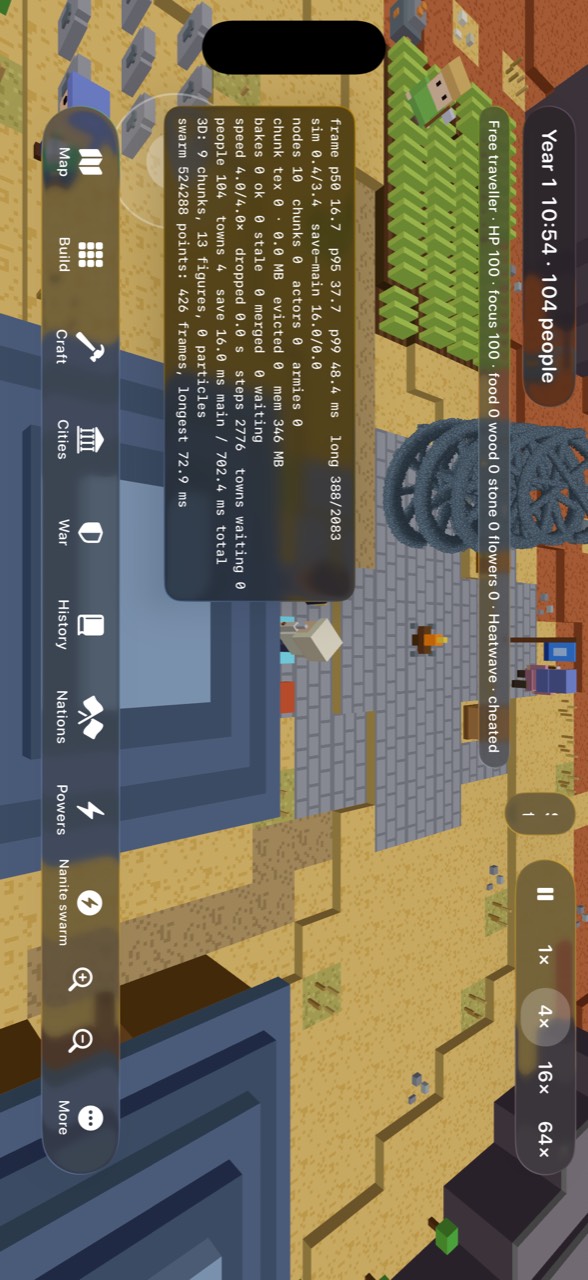 Year 1 10:54 · 104 people
Free traveller · HP 100 · focus 100 · food 0 wood 0 stone 0 flowers 0 · Heatwave · cheated
1×
4×
16×
64×
frame p50 16.7 p95 37.7 p99 48.4 ms long 388/2083
sim 0.4/3.4 save-main 16.0/0.0
nodes 10 chunks 0 actors 0 armies 0
chunk tex 0 · 0.0 MB evicted 0 mem 346 MB
bakes 0 ok 0 stale 0 merged 0 waiting
speed 4.0/4.0× dropped 0.0 s steps 2776 towns waiting 0
people 104 towns 4 save 16.0 ms main / 702.4 ms total
3D: 9 chunks, 13 figures, 0 particles
swarm 524288 points: 426 frames, longest 72.9 ms
Map
Build
Craft
Cities
War
History
Nations
Powers
Nanite swarm
More